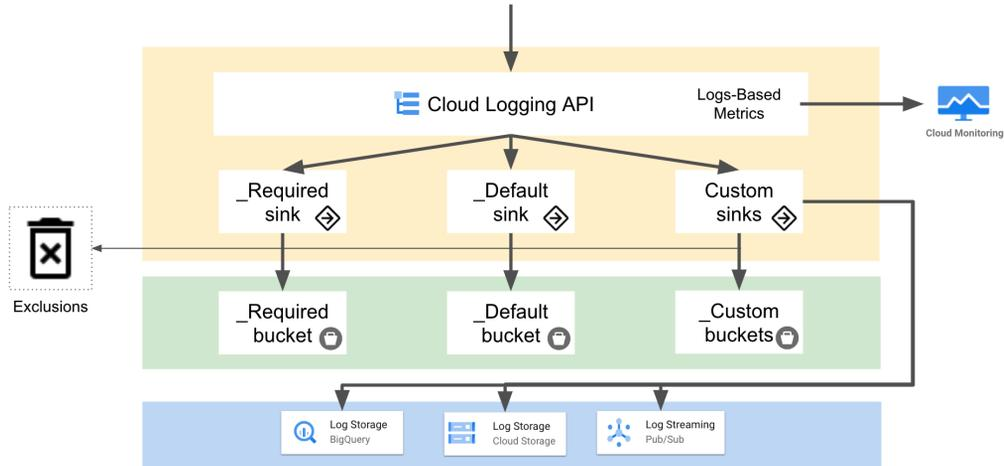 Cloud Logging API
Logs-Based
Metrics
Cloud Monitoring
_Required
sink
_Default
sink
Custom
sinks
Exclusions
_Required
bucket
_Default
bucket
_Custom
buckets
Log Storage
BigQuery
Log Storage
Cloud Storage
Log Streaming
Pub/Sub